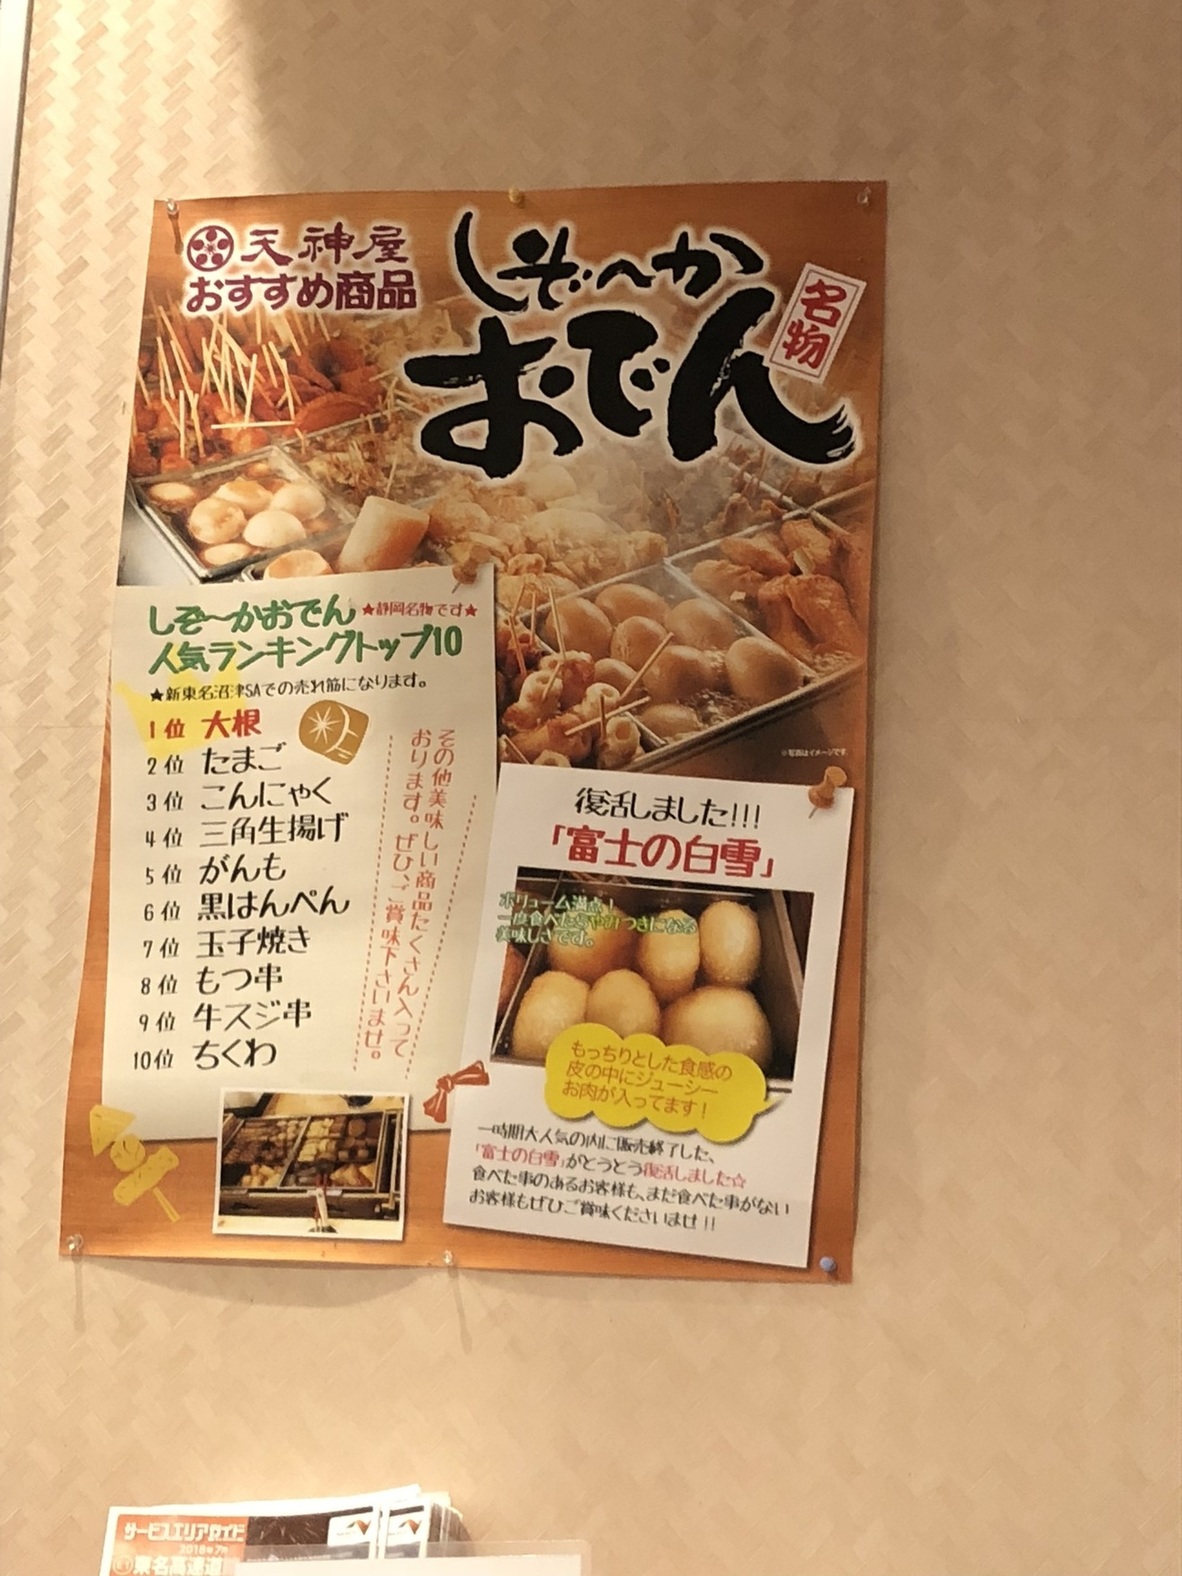 天神屋
おすすめ商品
しぞ〜か
おでん
名物
※写真はイメージです。
しぞ〜かおでん ★静岡名物です★
人気ランキングトップ10
★新東名沼津SAでの売れ筋になります。
1位 大根
2位 たまご
3位 こんにゃく
4位 三角生揚げ
5位 がんも
6位 黒はんぺん
7位 玉子焼き
8位 もつ串
9位 牛スジ串
10位 ちくわ
その他美味しい商品たくさん入って
おります。ぜひ、ご賞味下さいませ。
復活しました!!!
「富士の白雪」
ボリューム満点！
一度食べたらやみつきになる
美味しさです。
もっちりとした食感の
皮の中にジューシー
お肉が入ってます！
一時期大人気の内に販売終了した、
「富士の白雪」がとうとう復活しました☆
食べた事のあるお客様も、まだ食べた事がない
お客様もぜひご賞味くださいませ!!
サービスエリアガイド
2018年7月
東名高速道